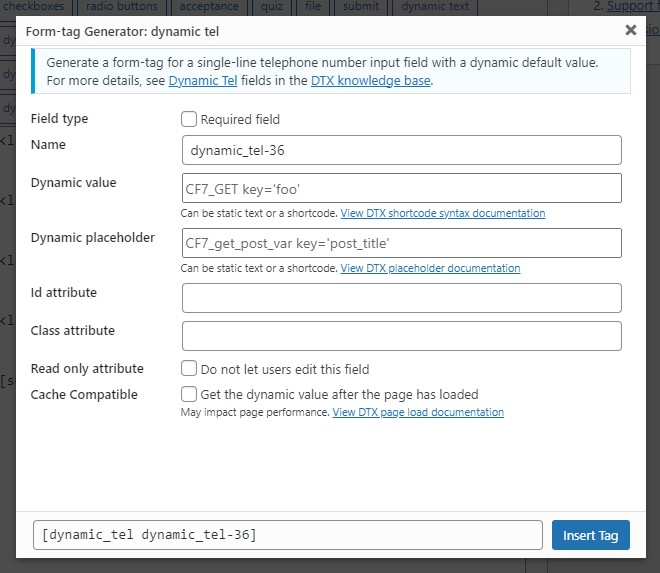 checkboxes radio buttons acceptance quiz file submit dynamic text
2. Support
Form-tag Generator: dynamic tel
Generate a form-tag for a single-line telephone number input field with a dynamic default value.
For more details, see Dynamic Tel fields in the DTX knowledge base.
Field type
Required field
Name
dynamic_tel-36
Dynamic value
CF7_GET key='foo'
Can be static text or a shortcode. View DTX shortcode syntax documentation
Dynamic placeholder
CF7_get_post_var key='post_title'
Can be static text or a shortcode. View DTX placeholder documentation
Id attribute
Class attribute
Read only attribute
Do not let users edit this field
Cache Compatible
Get the dynamic value after the page has loaded
May impact page performance. View DTX page load documentation
[dynamic_tel dynamic_tel-36]
Insert Tag